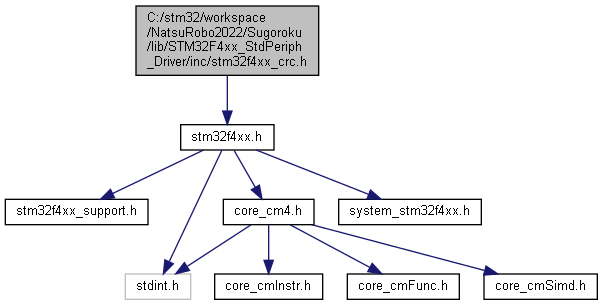 C:/stm32/workspace
/NatsuRobo2022/Sugoroku
/lib/STM32F4xx_StdPeriph
_Driver/inc/stm32f4xx_crc.h
stm32f4xx.h
stm32f4xx_support.h
core_cm4.h
system_stm32f4xx.h
stdint.h
core_cmInstr.h
core_cmFunc.h
core_cmSimd.h